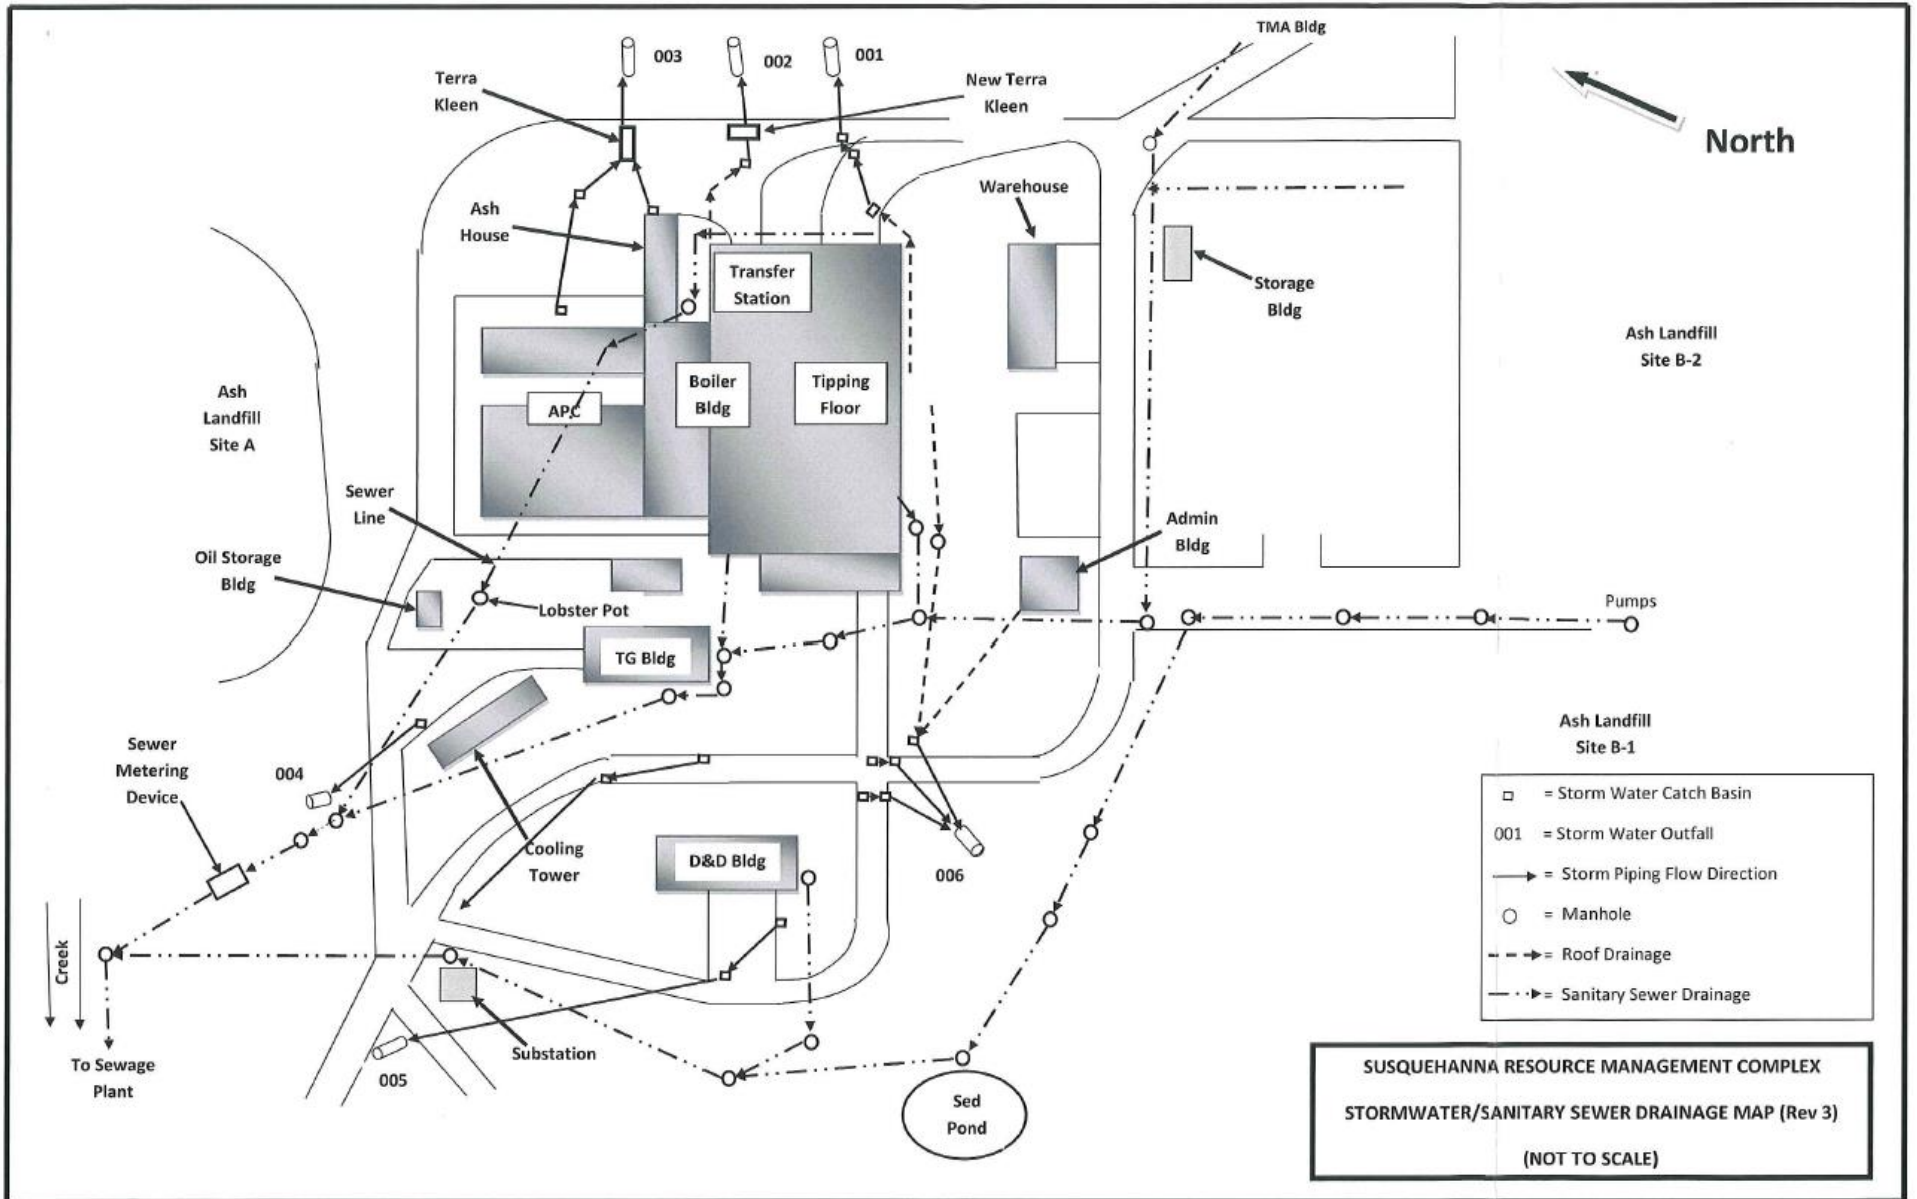 TMA Bldg
003
002
001
Terra
Kleen
New Terra
Kleen
North
Warehouse
Ash
House
Transfer
Station
Storage
Bldg
Ash Landfill
Site B-2
Ash
Landfill
Site A
APC
Boiler
Bldg
Tipping
Floor
Sewer
Line
Admin
Bldg
Oil Storage
Bldg
Lobster Pot
Pumps
TG Bldg
Ash Landfill
Site B-1
Sewer
Metering
Device
004
Cooling
Tower
D&D Bldg
006
= Storm Water Catch Basin
001 = Storm Water Outfall
= Storm Piping Flow Direction
= Manhole
= Roof Drainage
= Sanitary Sewer Drainage
Creek
To Sewage
Plant
Substation
005
Sed
Pond
SUSQUEHANNA RESOURCE MANAGEMENT COMPLEX
STORMWATER/SANITARY SEWER DRAINAGE MAP (Rev 3)
(NOT TO SCALE)